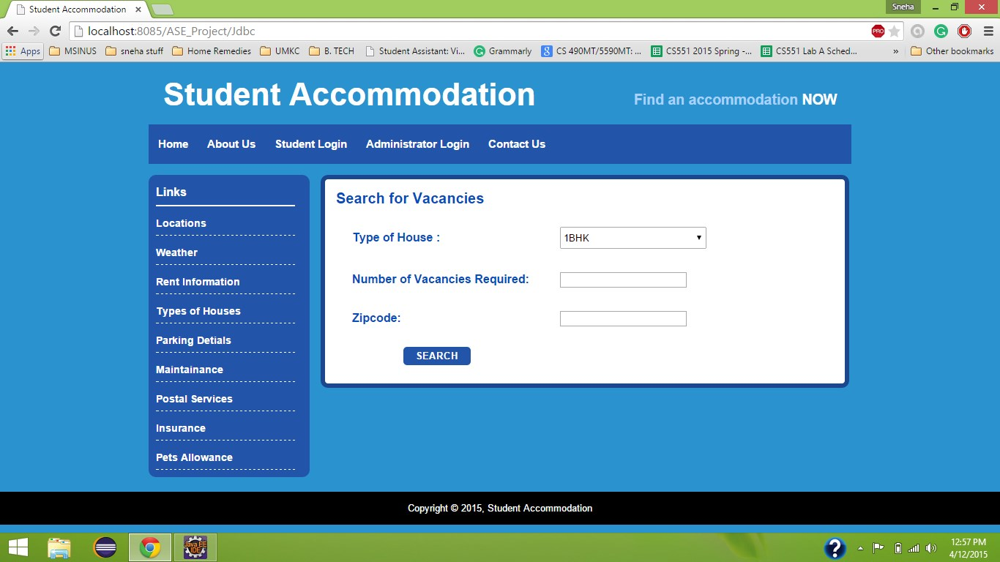 Student Accommodation
Sneha
localhost:8085/ASE_Project/Jdbc
PRO
Apps MSINUS sneha stuff Home Remedies UMKC B. TECH Student Assistant: Vi... Grammarly CS 490MT/5590MT: ... CS551 2015 Spring -... CS551 Lab A Sched... » Other bookmarks
Student Accommodation
Find an accommodation NOW
Home About Us Student Login Administrator Login Contact Us
Links
Locations
Weather
Rent Information
Types of Houses
Parking Detials
Maintainance
Postal Services
Insurance
Pets Allowance
Search for Vacancies
Type of House : 1BHK
Number of Vacancies Required:
Zipcode:
SEARCH
Copyright © 2015, Student Accommodation
Java EE
IDE
12:57 PM
4/12/2015